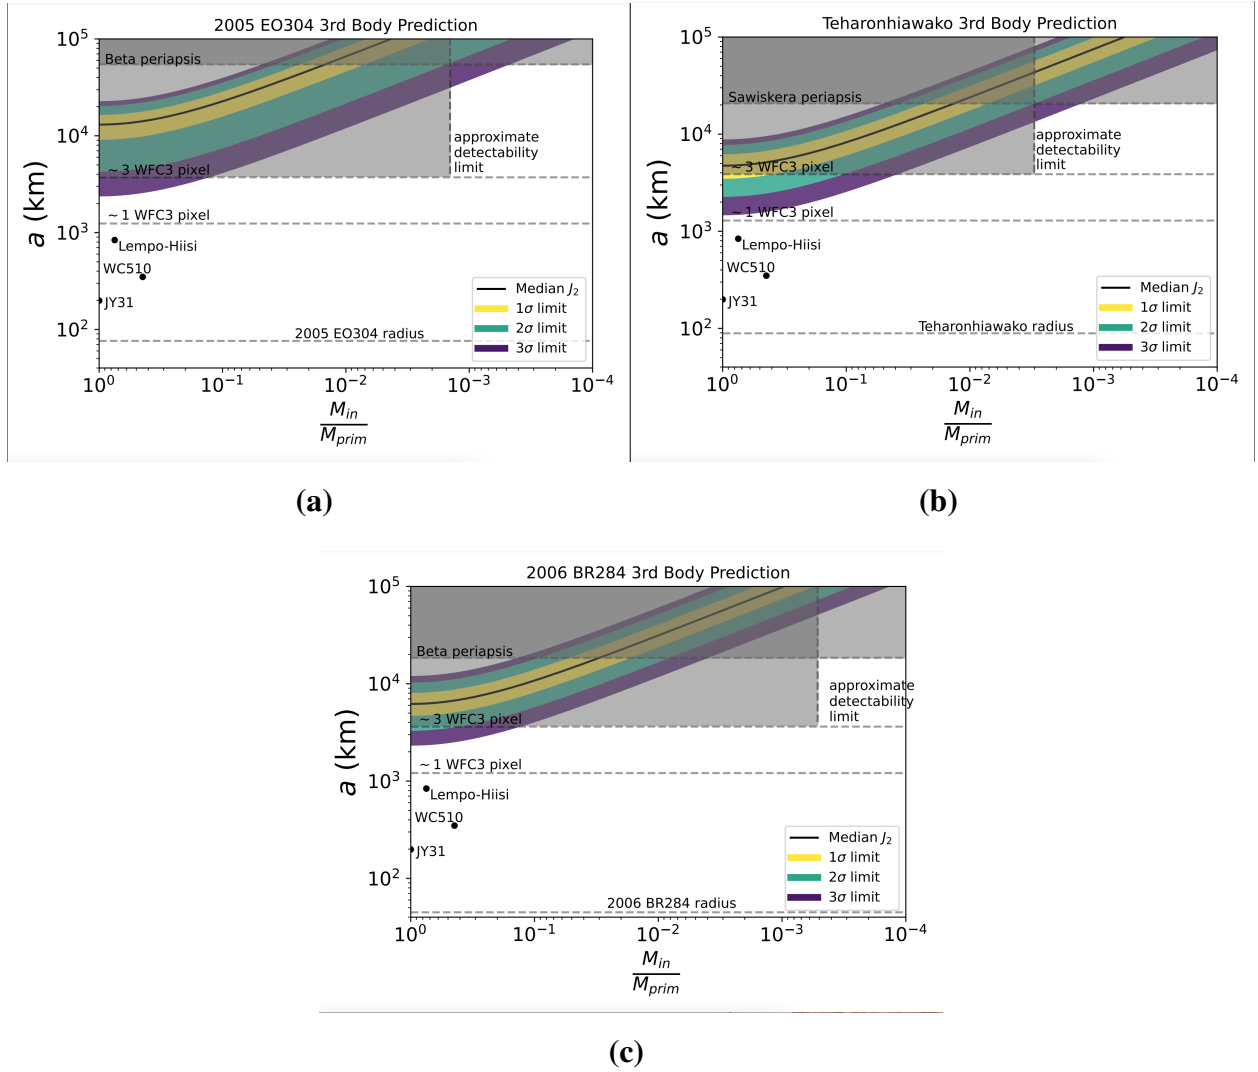 2005 EO304 3rd Body Prediction
10^5
10^4
10^3
10^2
a (km)
Beta periapsis
~ 3 WFC3 pixel
approximate
detectability
limit
~ 1 WFC3 pixel
Lempo-Hiisi
WC510
JY31
2005 EO304 radius
Median J_2
1σ limit
2σ limit
3σ limit
10^0 10^-1 10^-2 10^-3 10^-4
M_in
M_prim
(a)
Teharonhiawako 3rd Body Prediction
10^5
10^4
10^3
10^2
a (km)
Sawiskera periapsis
approximate
detectability
limit
~ 3 WFC3 pixel
~ 1 WFC3 pixel
Lempo-Hiisi
WC510
JY31
Teharonhiawako radius
Median J_2
1σ limit
2σ limit
3σ limit
10^0 10^-1 10^-2 10^-3 10^-4
M_in
M_prim
(b)
2006 BR284 3rd Body Prediction
10^5
10^4
10^3
10^2
a (km)
Beta periapsis
approximate
detectability
limit
~ 3 WFC3 pixel
~ 1 WFC3 pixel
Lempo-Hiisi
WC510
JY31
2006 BR284 radius
Median J_2
1σ limit
2σ limit
3σ limit
10^0 10^-1 10^-2 10^-3 10^-4
M_in
M_prim
(c)